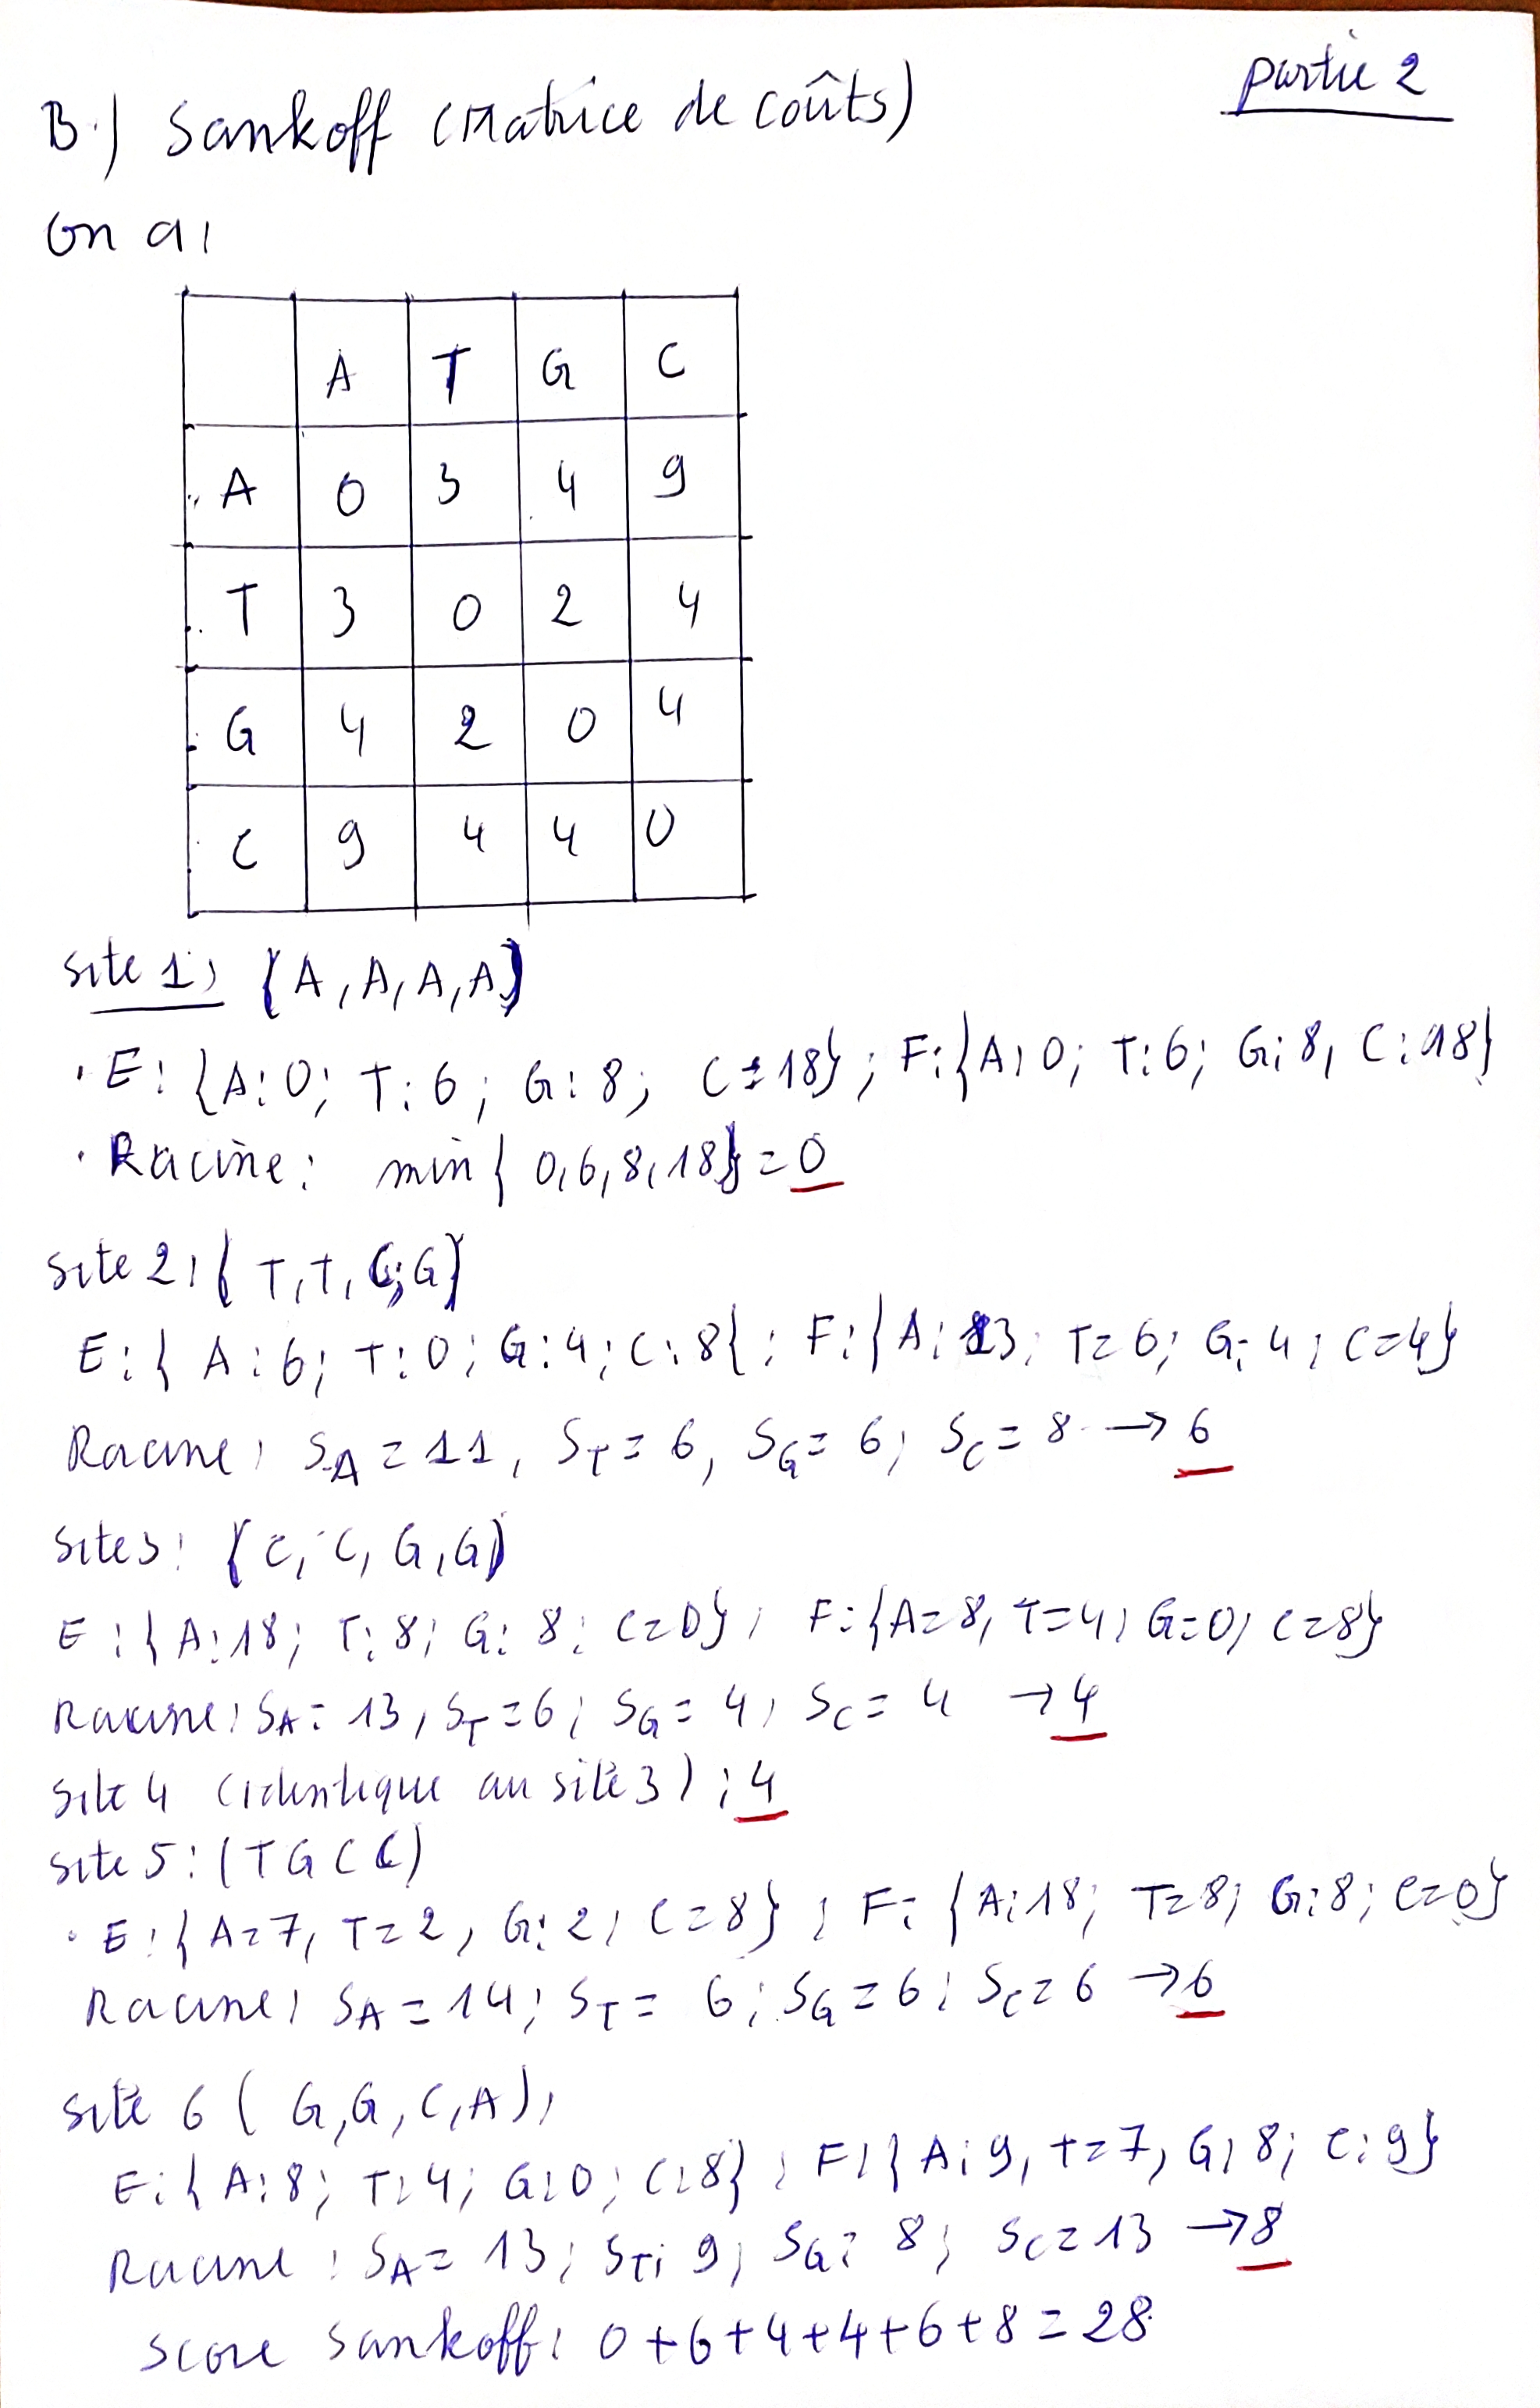 partie 2
B.) Sankoff (Matrice de coûts)
On a:
A T G C
A 0 3 4 9
T 3 0 2 4
G 4 2 0 4
C 9 4 4 0
site 1: {A, A, A, A}
· E: {A: 0; T: 6; G: 8; C = 18}; F: {A: 0; T: 6; G: 8, C: 18}
· Racine: min{ 0, 6, 8, 18} = 0
site 2: { T, T, C; G}
E: { A: 6; T: 0; G: 4; C: 8}; F: {A: 13; T= 6; G: 4; C=4}
Racine: SA = 11, ST = 6, SG = 6; SC = 8 → 6
Site 3: {C, C, G, G}
E: { A: 18; T: 8; G: 8: C=0}; F: {A= 8, T=4; G=0; C=8}
Racine: SA = 13, ST = 6; SG = 4; SC = 4 → 4
Site 4 (identique au site 3): 4
site 5: (T G C C)
· E: { A=7, T=2, G: 2; C=8}; F: {A: 18; T=8; G: 8; C=0}
Racine: SA = 14; ST = 6; SG = 6; SC = 6 → 6
site 6 ( G, G, C, A):
E: { A: 8; T: 4; G: 0; C: 8}; F: { A: 9, T=7, G: 8; C: 9}
Racine: SA = 13; ST: 9; SG: 8; SC = 13 → 8
score sankoff: 0 + 6 + 4 + 4 + 6 + 8 = 28